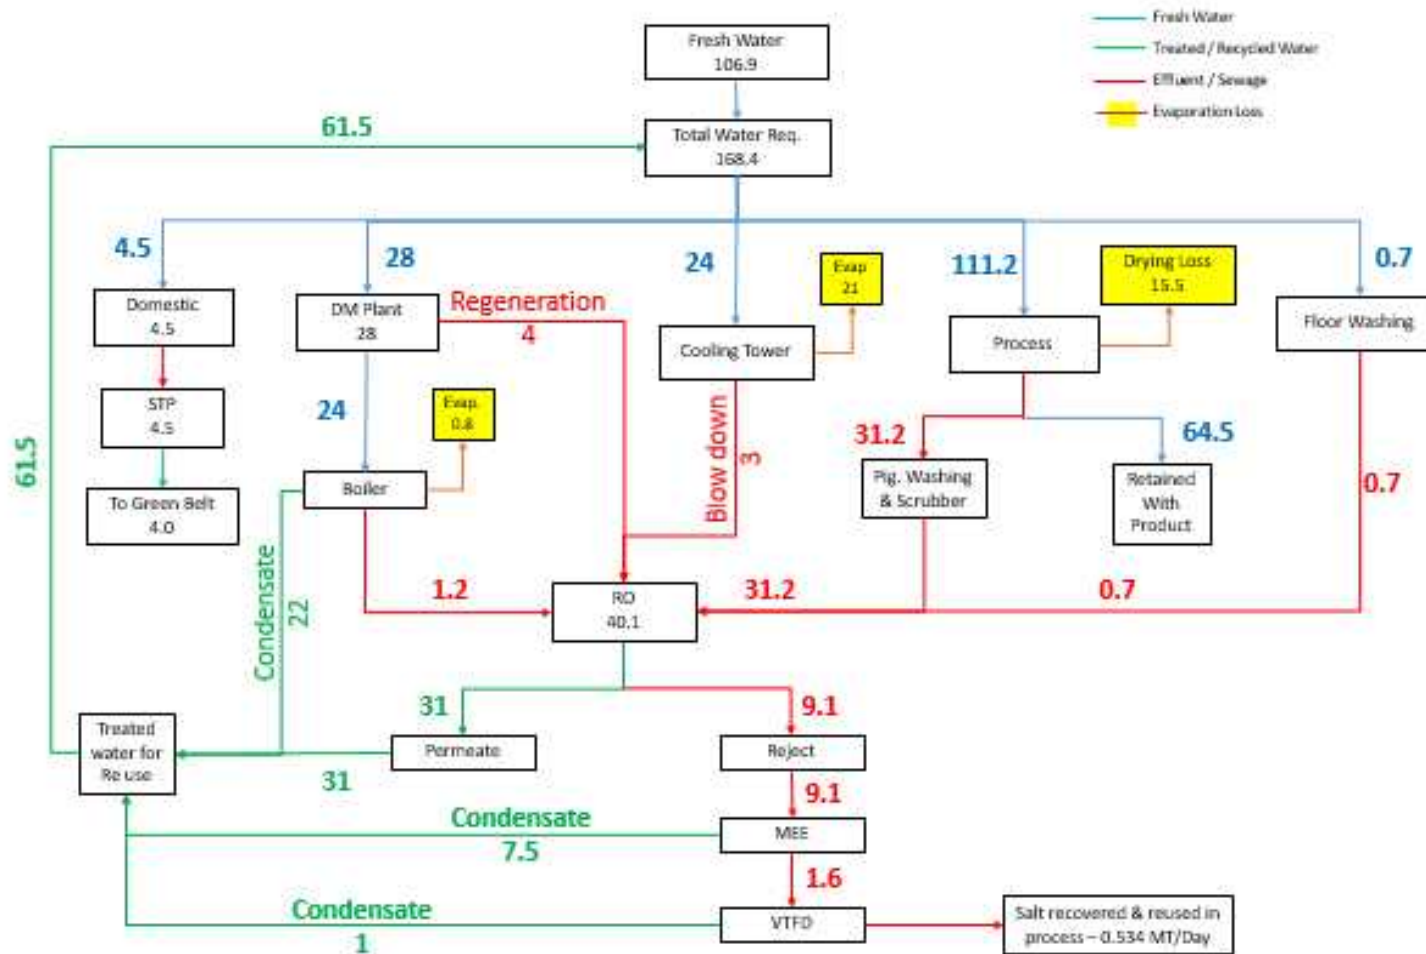 Fresh Water
Treated / Recycled Water
Effluent / Sewage
Evaporation Loss
Fresh Water
106.9
61.5
Total Water Req.
168.4
4.5
28
24
111.2
0.7
Evap
21
Drying Loss
15.5
Domestic
4.5
DM Plant
28
Regeneration
4
Cooling Tower
Process
Floor Washing
STP
4.5
24
Evap.
0.8
Blow down
3
31.2
64.5
61.5
To Green Belt
4.0
Boiler
Pig. Washing
& Scrubber
Retained
With
Product
0.7
Condensate
22
1.2
RO
40.1
31.2
0.7
31
9.1
Treated
water for
Re use
Permeate
Reject
31
9.1
Condensate
7.5
MEE
1.6
Condensate
1
VTFD
Salt recovered & reused in
process – 0.534 MT/Day